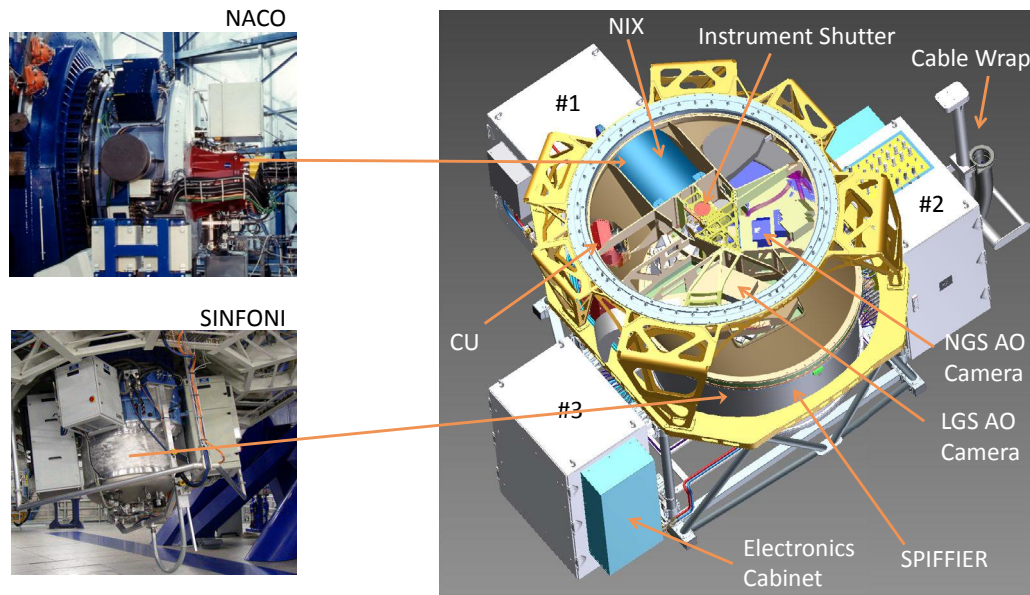 NACO
SINFONI
NIX
Instrument Shutter
Cable Wrap
#1
#2
CU
NGS AO
Camera
#3
LGS AO
Camera
Electronics
Cabinet
SPIFFIER